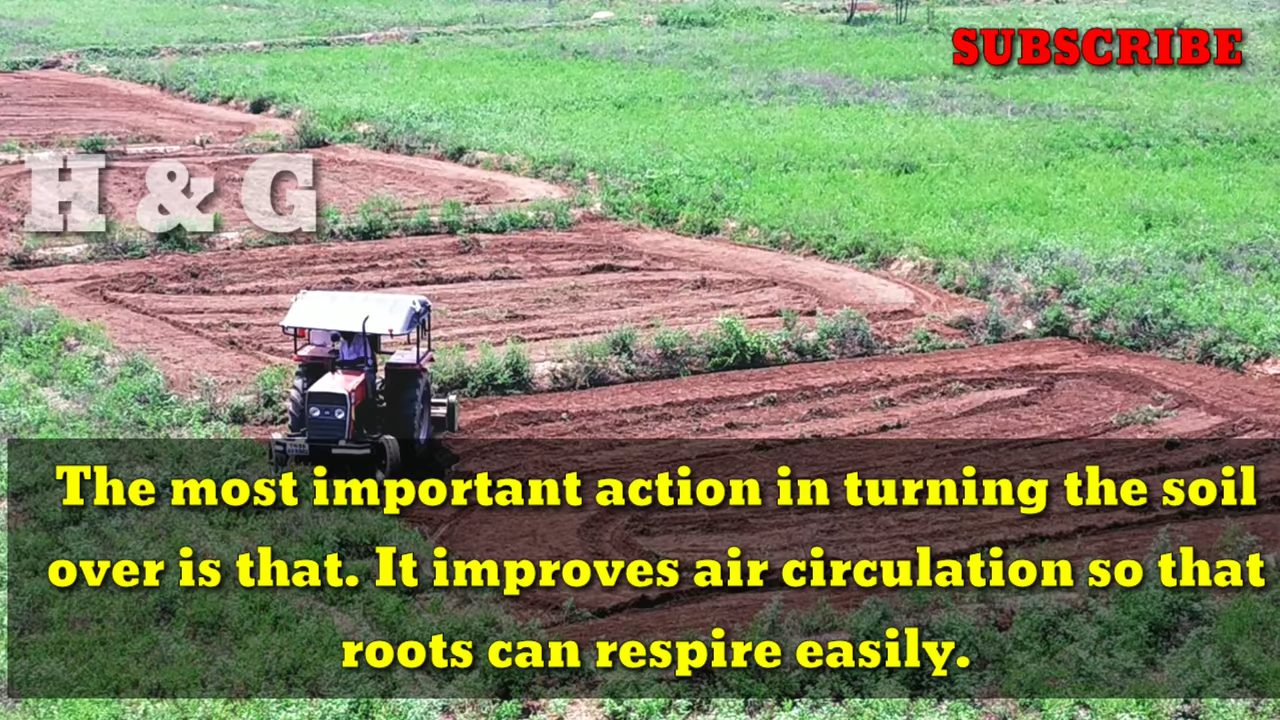 SUBSCRIBE
H & G
The most important action in turning the soil
over is that. It improves air circulation so that
roots can respire easily.